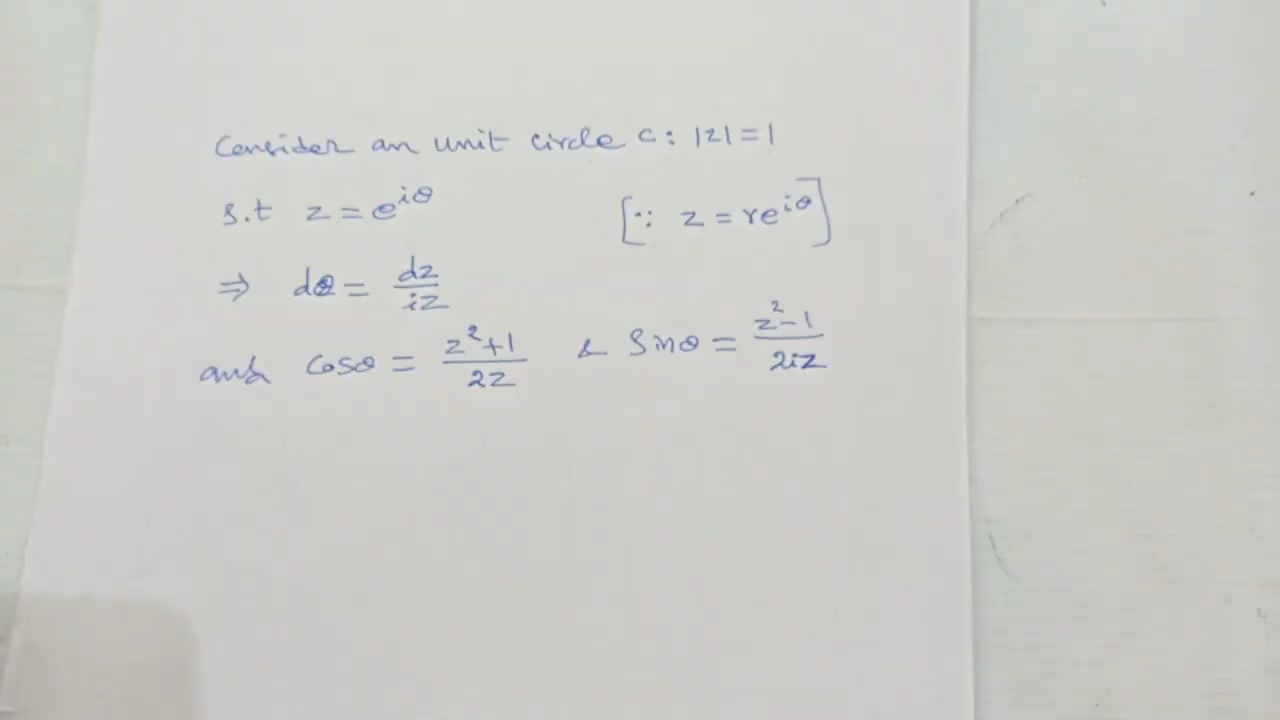 Consider an unit circle c: |z| = 1
s.t z = e^{iθ} [∵ z = re^{iθ}]
⇒ dθ = dz/iz
and cosθ = (z²+1)/2z & sinθ = (z²-1)/2iz